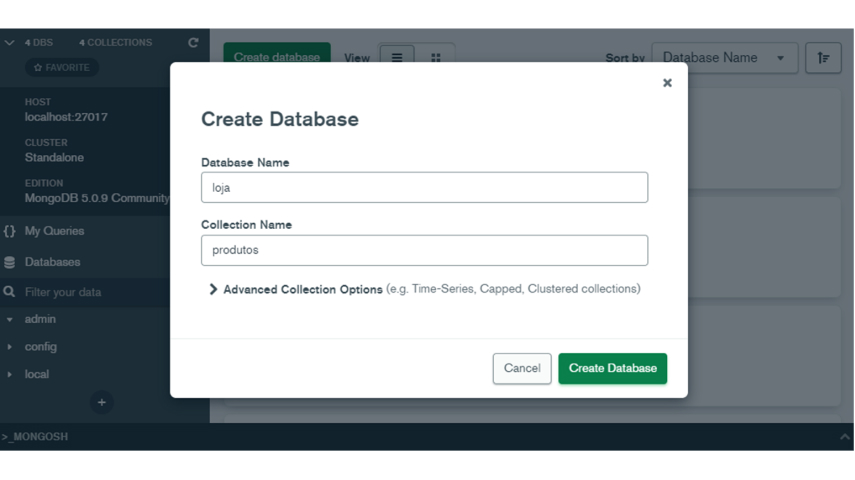 4 DBS 4 COLLECTIONS
FAVORITE
HOST
localhost:27017
CLUSTER
Standalone
EDITION
MongoDB 5.0.9 Community
{} My Queries
Databases
Filter your data
admin
config
local
+
>_MONGOSH
Create database View Sort by Database Name
Create Database
Database Name
loja
Collection Name
produtos
Advanced Collection Options (e.g. Time-Series, Capped, Clustered collections)
Cancel Create Database